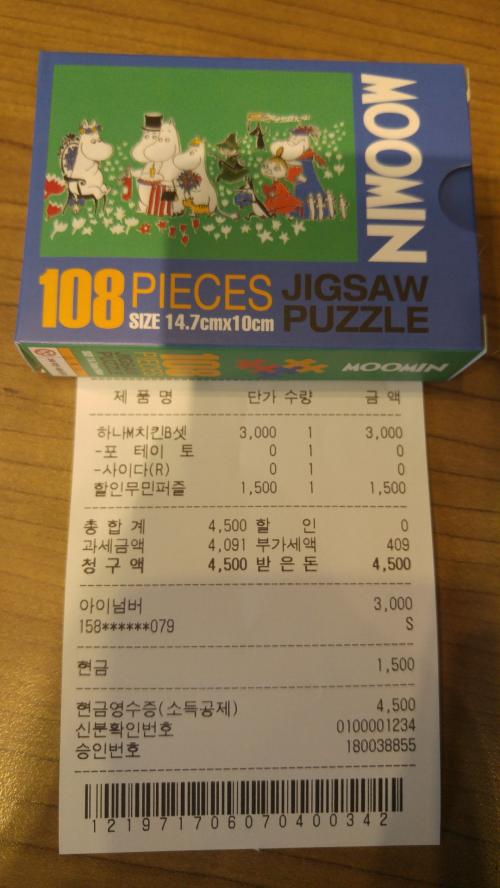 MOOMIN
108 PIECES JIGSAW
SIZE 14.7cmx10cm PUZZLE
108 PIECES
MOOMIN
제 품 명 단가 수량 금 액
하나M치킨B셋 3,000 1 3,000
-포 테이 토 0 1 0
-사이다(R) 0 1 0
할인무민퍼즐 1,500 1 1,500
총 합 계 4,500 할 인 0
과세금액 4,091 부가세액 409
청 구 액 4,500 받 은 돈 4,500
아이넘버 3,000
158******079 S
현금 1,500
현금영수증(소득공제) 4,500
신분확인번호 0100001234
승인번호 180038855
121971706070400342